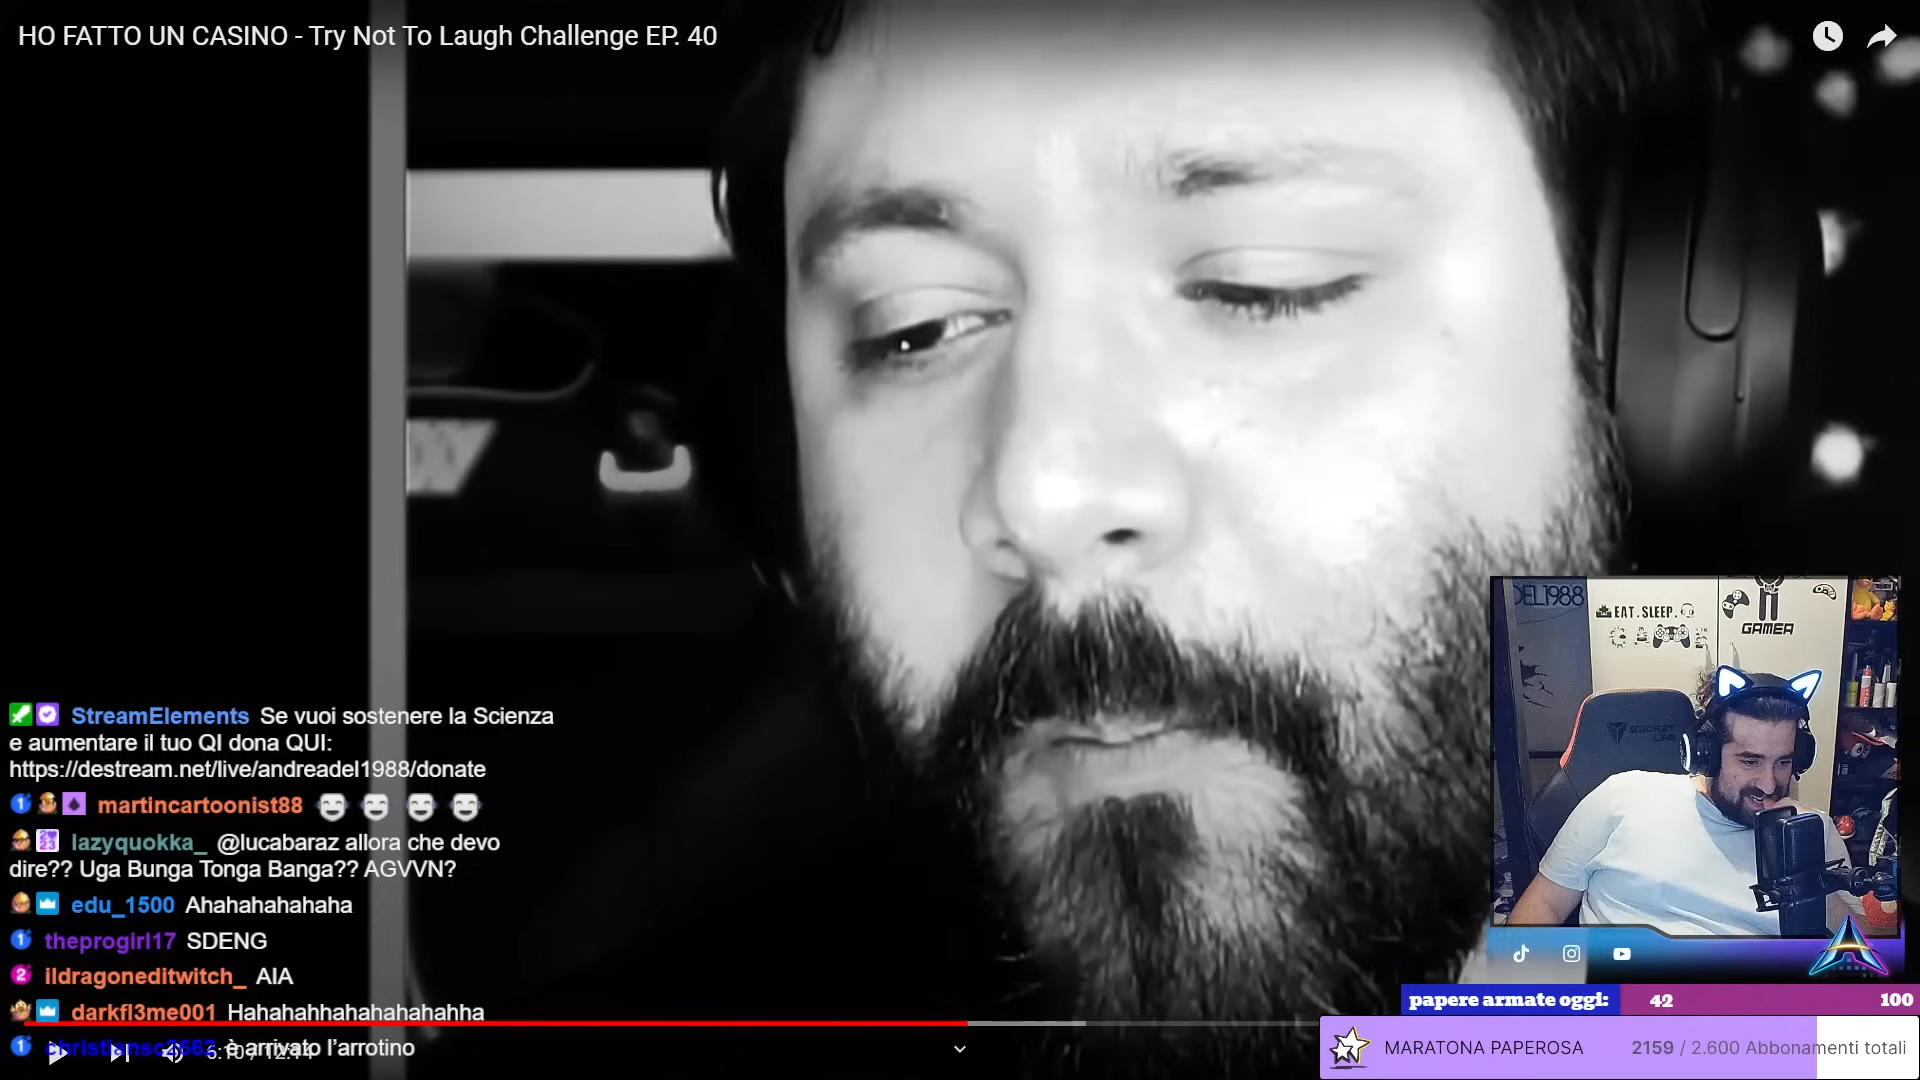 HO FATTO UN CASINO - Try Not To Laugh Challenge EP. 40
DEL1988
EAT.SLEEP.
GAMER
StreamElements Se vuoi sostenere la Scienza
e aumentare il tuo QI dona QUI:
https://destream.net/live/andreadel1988/donate
martincartoonist88
lazyquokka_ @lucabaraz allora che devo
dire?? Uga Bunga Tonga Banga?? AGVVN?
edu_1500 Ahahahahahaha
theprogirl17 SDENG
ildragoneditwitch_ AIA
darkfl3me001 Hahahahhahahahahahha
è arrivato l'arrotino
papere armate oggi: 42 100
MARATONA PAPEROSA 2159 / 2.600 Abbonamenti totali